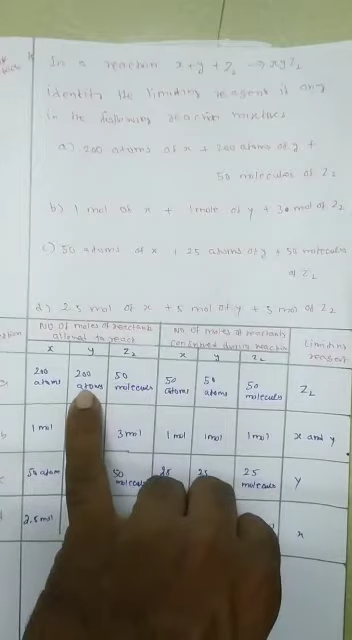 In a reaction x + y + Z₂ → xyZ₂
identify the limiting reagent if any
in the following reaction mixtures
a) 200 atoms of x + 200 atoms of y +
50 molecules of Z₂
b) 1 mol of x + 1 mole of y + 3 mol of Z₂
c) 50 atoms of x + 25 atoms of y + 50 molecules
of Z₂
d) 2.5 mol of x + 5 mol of y + 5 mol of Z₂
No. of moles of reactants allowed to react No. of moles of reactants consumed during reaction Limiting reagent
x y Z₂ x y Z₂
200 atoms 200 atoms 50 molecules 50 atoms 50 atoms 50 molecules Z₂
b 1 mol 3 mol 1 mol 1 mol 1 mol x and y
c 50 atoms 50 molecules 25 25 25 molecules y
2.5 mol x